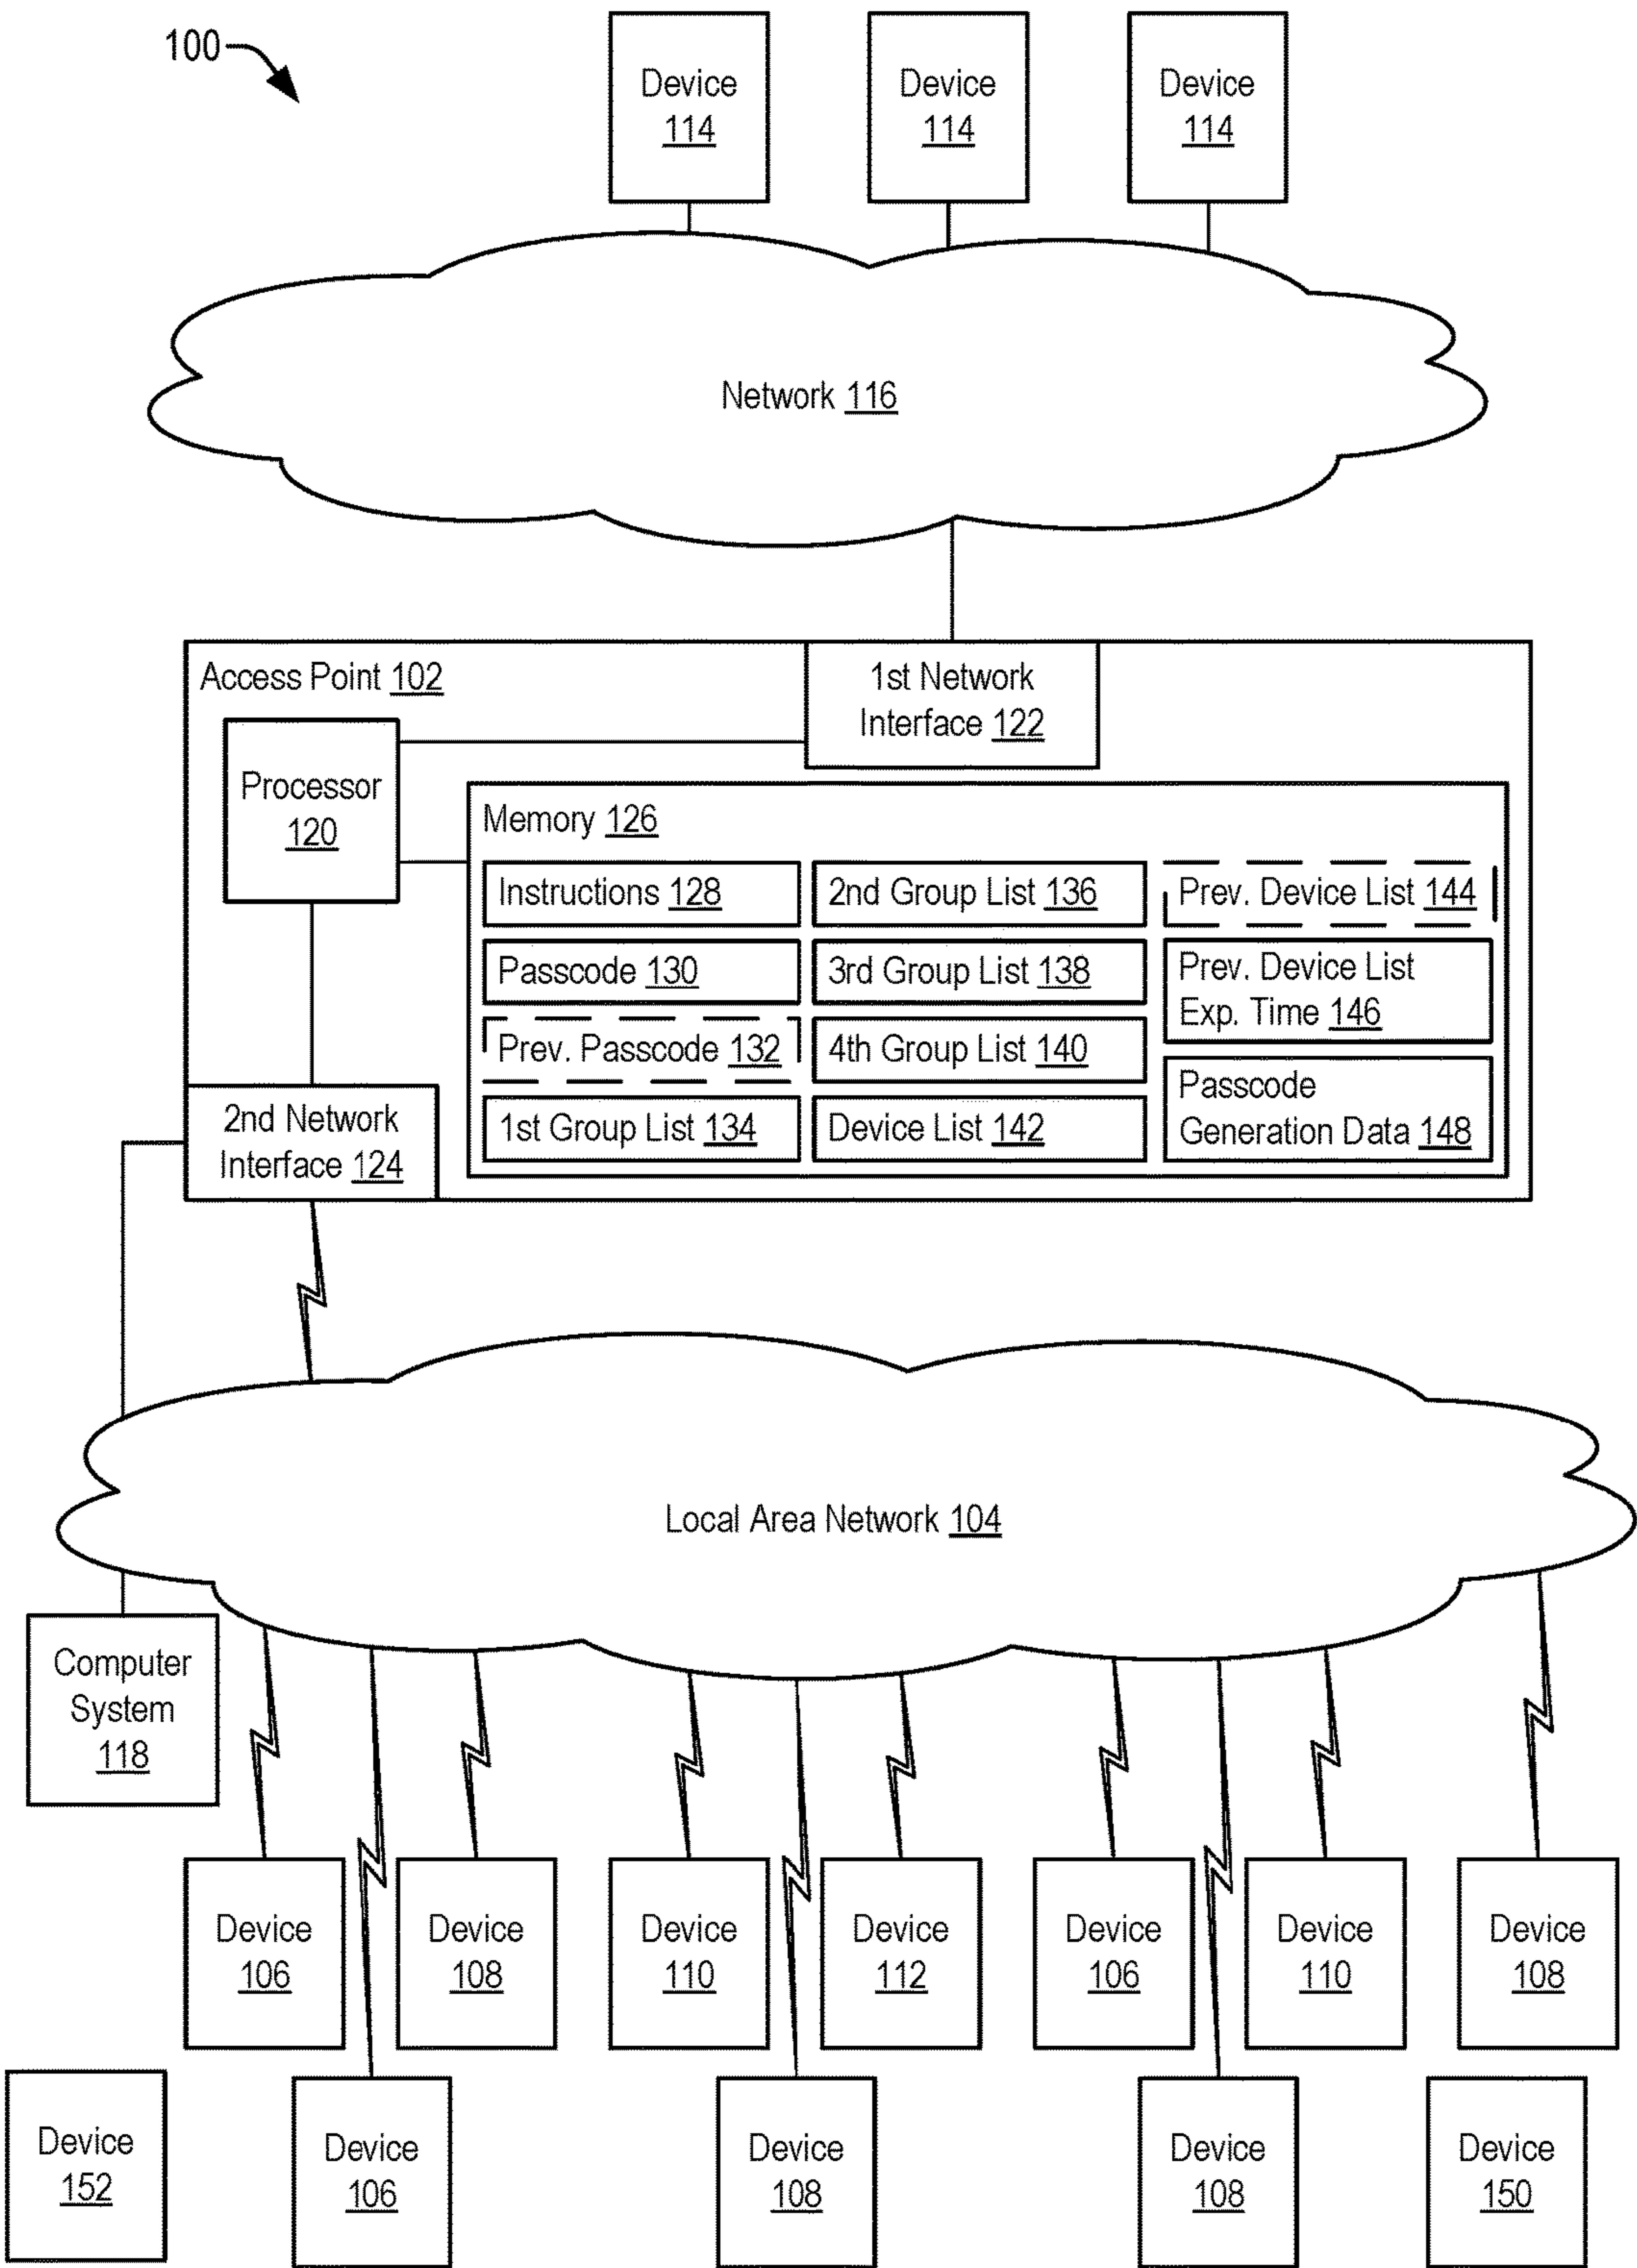 100
Device
114
Device
114
Device
114
Network 116
Access Point 102
1st Network
Interface 122
Processor
120
Memory 126
Instructions 128
2nd Group List 136
Prev. Device List 144
Passcode 130
3rd Group List 138
Prev. Device List
Exp. Time 146
Prev. Passcode 132
4th Group List 140
Passcode
Generation Data 148
1st Group List 134
Device List 142
2nd Network
Interface 124
Local Area Network 104
Computer
System
118
Device
106
Device
108
Device
110
Device
112
Device
106
Device
110
Device
108
Device
152
Device
106
Device
108
Device
108
Device
150